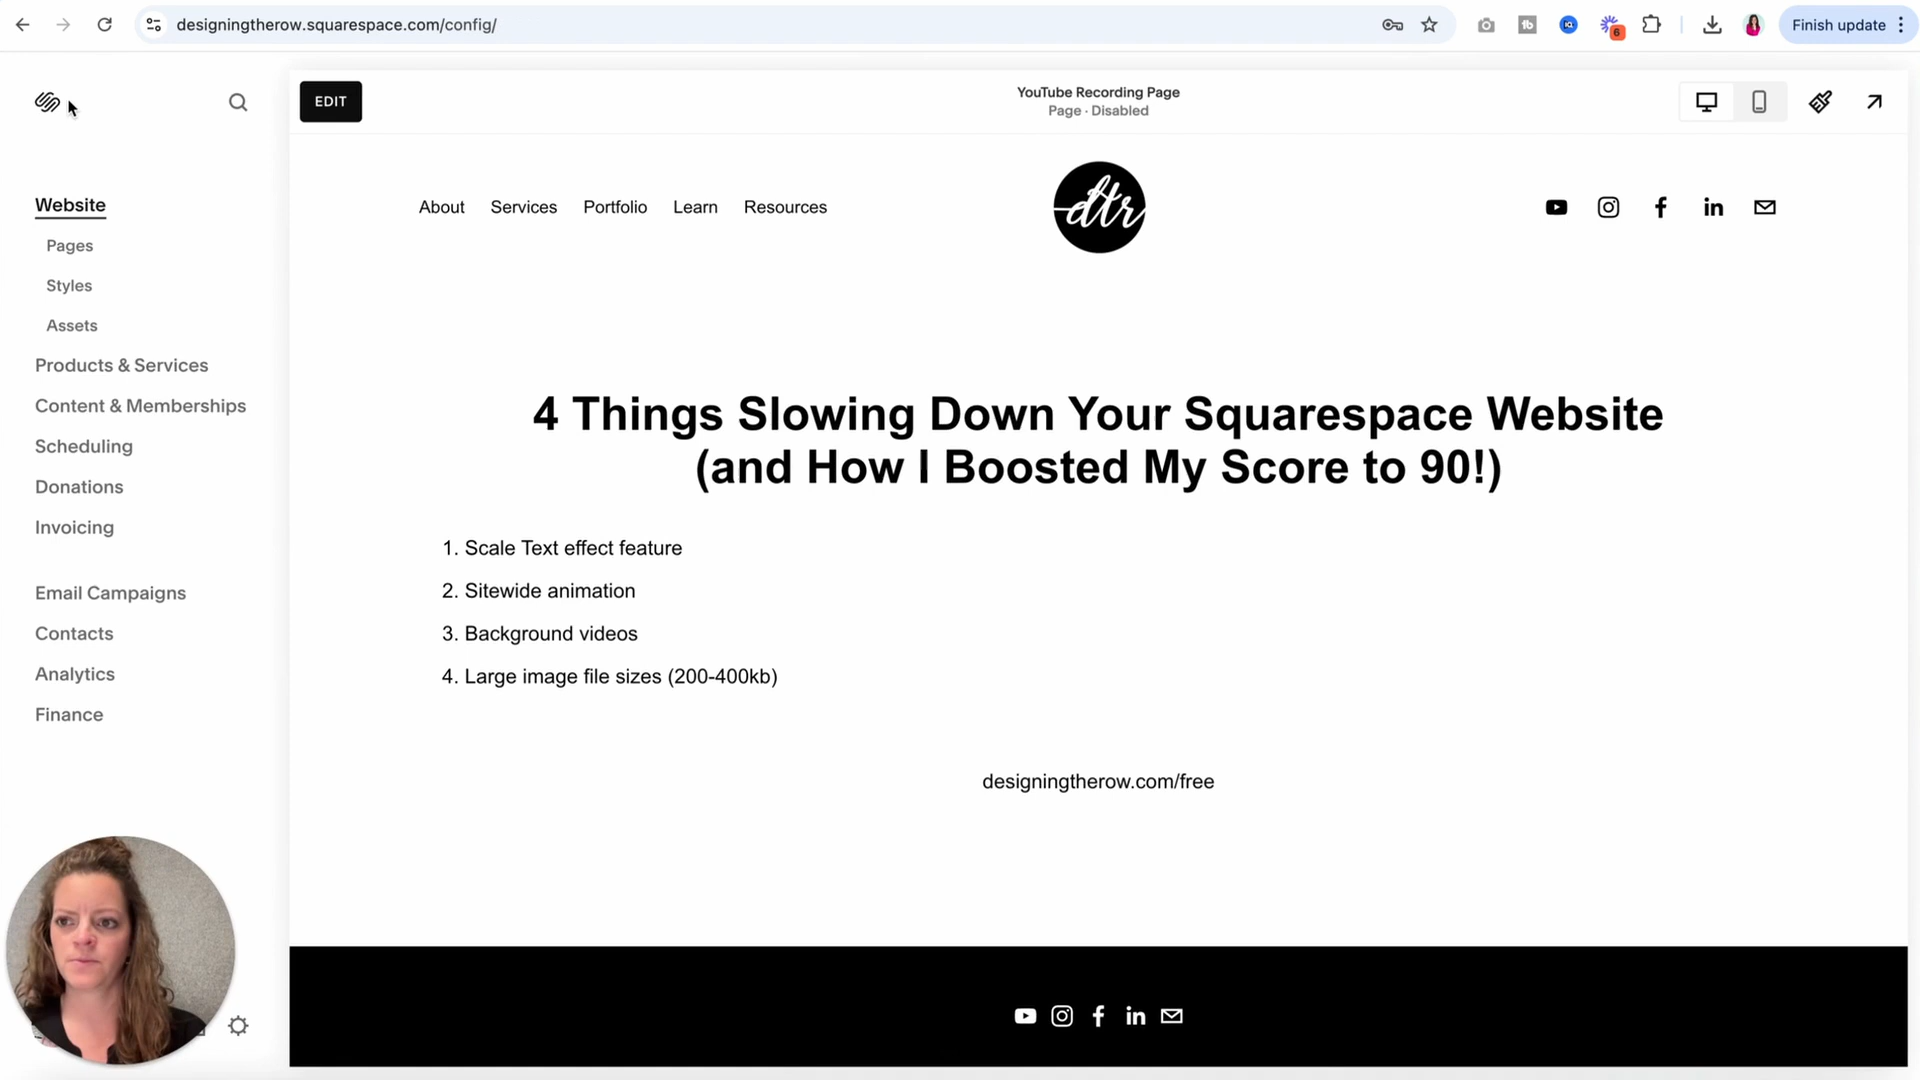 designingtherow.squarespace.com/config/
6
Finish update
EDIT
YouTube Recording Page
Page · Disabled
Website
Pages
Styles
Assets
Products & Services
Content & Memberships
Scheduling
Donations
Invoicing
Email Campaigns
Contacts
Analytics
Finance
About
Services
Portfolio
Learn
Resources
dtr
4 Things Slowing Down Your Squarespace Website
(and How I Boosted My Score to 90!)
1. Scale Text effect feature
2. Sitewide animation
3. Background videos
4. Large image file sizes (200-400kb)
designingtherow.com/free